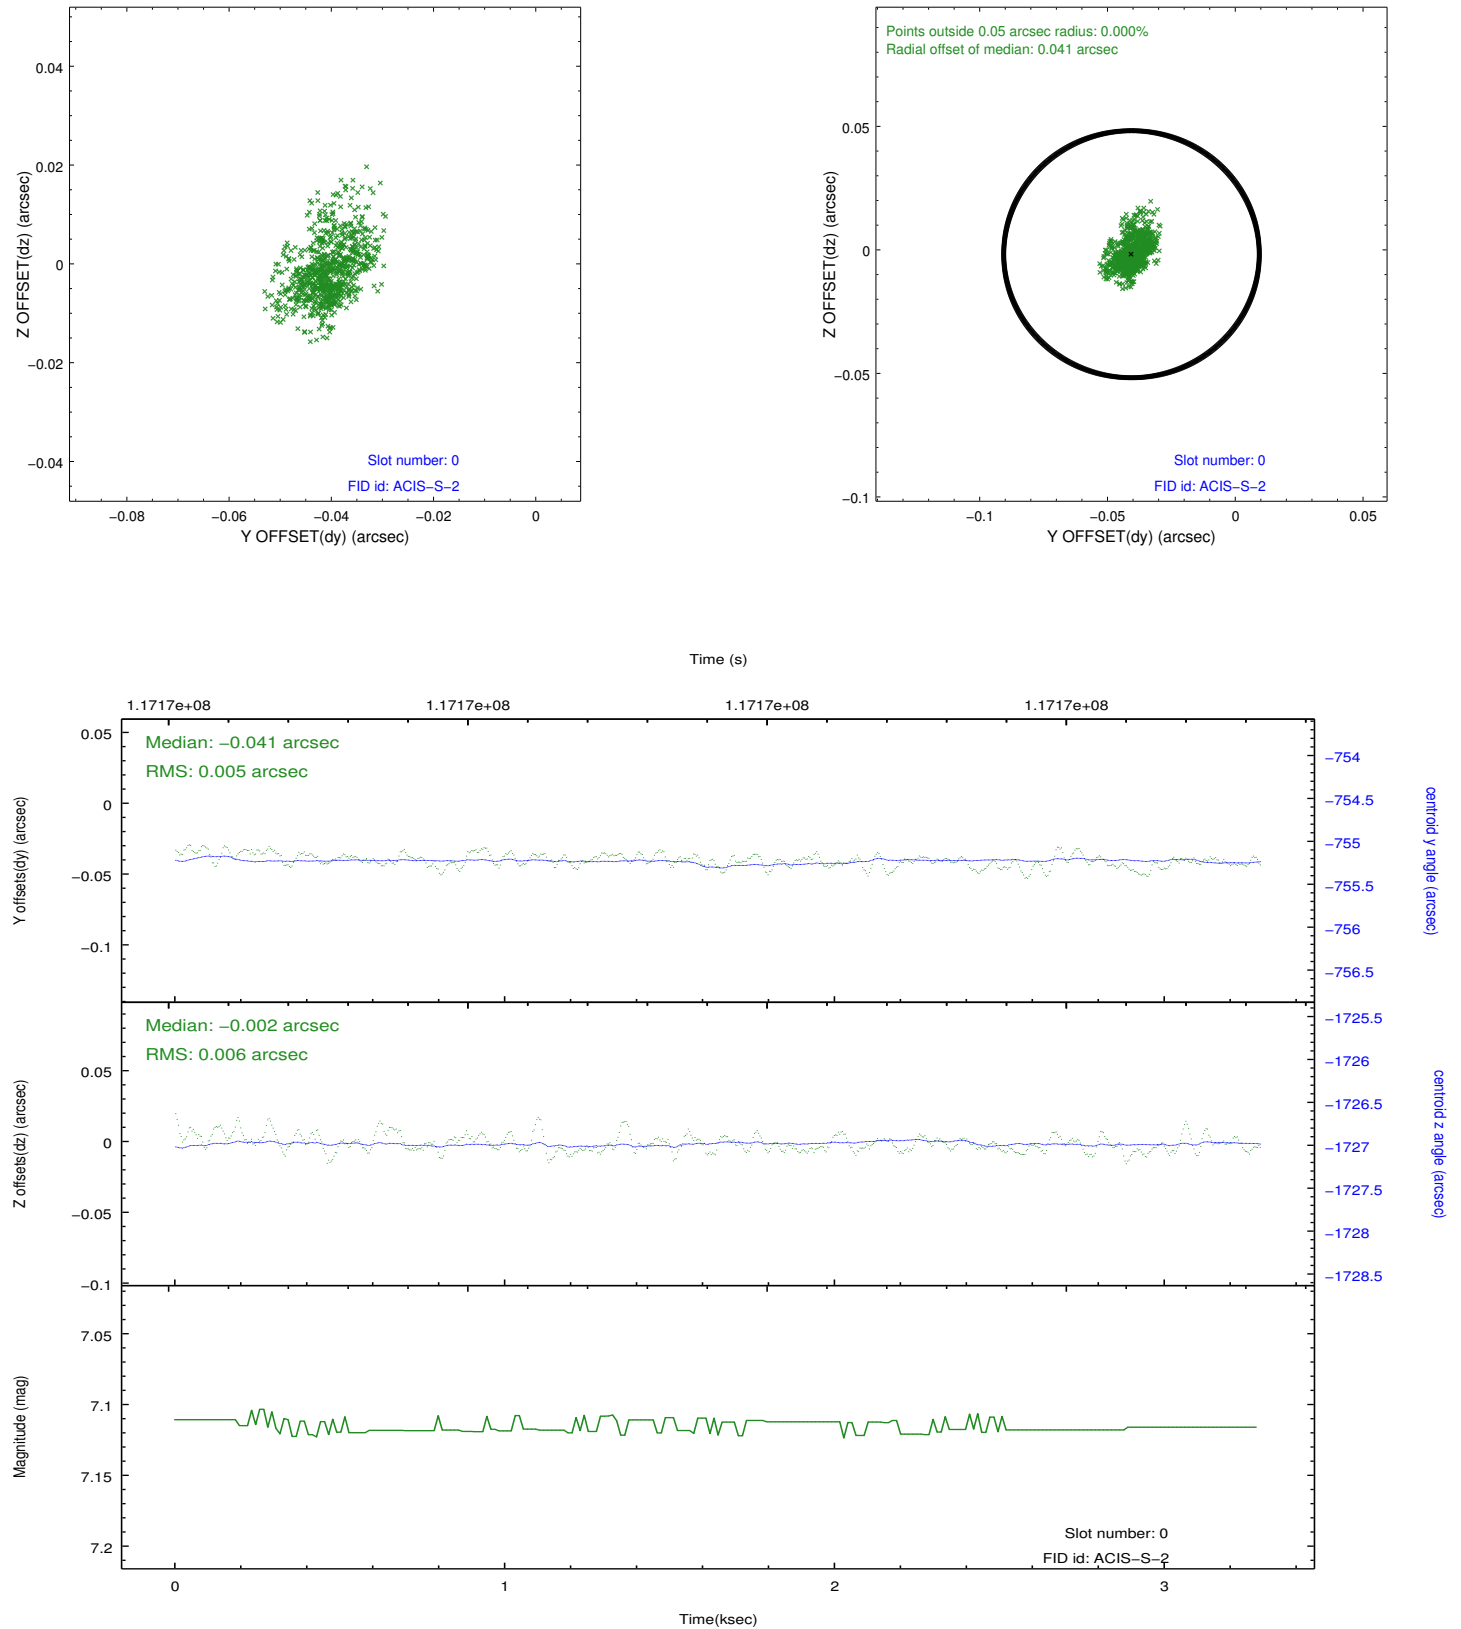 0.04
0.02
0
−0.02
−0.04
Z OFFSET(dz) (arcsec)
Slot number: 0
FID id: ACIS−S−2
−0.08
−0.06
−0.04
−0.02
0
Y OFFSET(dy) (arcsec)
Points outside 0.05 arcsec radius: 0.000%
Radial offset of median: 0.041 arcsec
0.05
0
−0.05
−0.1
Z OFFSET(dz) (arcsec)
Slot number: 0
FID id: ACIS−S−2
−0.1
−0.05
0
0.05
Y OFFSET(dy) (arcsec)
Time (s)
1.1717e+08
1.1717e+08
1.1717e+08
1.1717e+08
Median: −0.041 arcsec
RMS: 0.005 arcsec
0.05
0
−0.05
−0.1
Y offsets(dy) (arcsec)
−754
−754.5
−755
−755.5
−756
−756.5
centroid y angle (arcsec)
Median: −0.002 arcsec
RMS: 0.006 arcsec
0.05
0
−0.05
−0.1
Z offsets(dz) (arcsec)
−1725.5
−1726
−1726.5
−1727
−1727.5
−1728
−1728.5
centroid z angle (arcsec)
7.05
7.1
7.15
7.2
Magnitude (mag)
Slot number: 0
FID id: ACIS−S−2
0
1
2
3
Time(ksec)